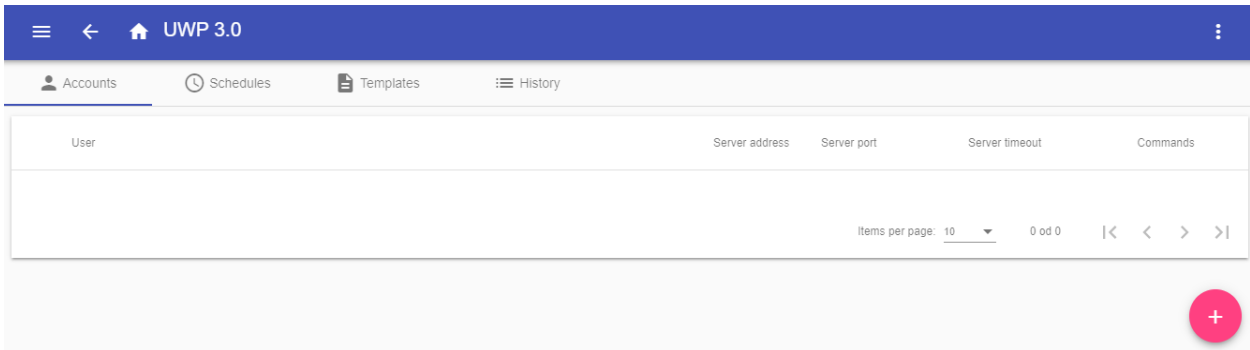 UWP 3.0
Accounts Schedules Templates History
User Server address Server port Server timeout Commands
Items per page: 10 0 od 0